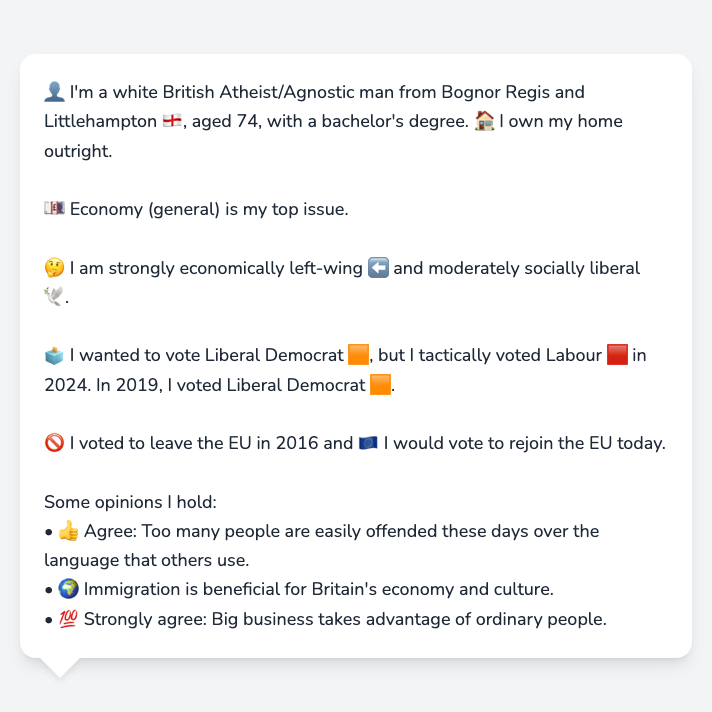 👤 I'm a white British Atheist/Agnostic man from Bognor Regis and
Littlehampton 🏴󠁧󠁢󠁥󠁮󠁧󠁿, aged 74, with a bachelor's degree. 🏠 I own my home
outright.
💷 Economy (general) is my top issue.
🤔 I am strongly economically left-wing ⬅️ and moderately socially liberal
🕊️.
🗳️ I wanted to vote Liberal Democrat 🟧, but I tactically voted Labour 🟥 in
2024. In 2019, I voted Liberal Democrat 🟧.
🚫 I voted to leave the EU in 2016 and 🇪🇺 I would vote to rejoin the EU today.
Some opinions I hold:
• 👍 Agree: Too many people are easily offended these days over the
language that others use.
• 🌍 Immigration is beneficial for Britain's economy and culture.
• 💯 Strongly agree: Big business takes advantage of ordinary people.